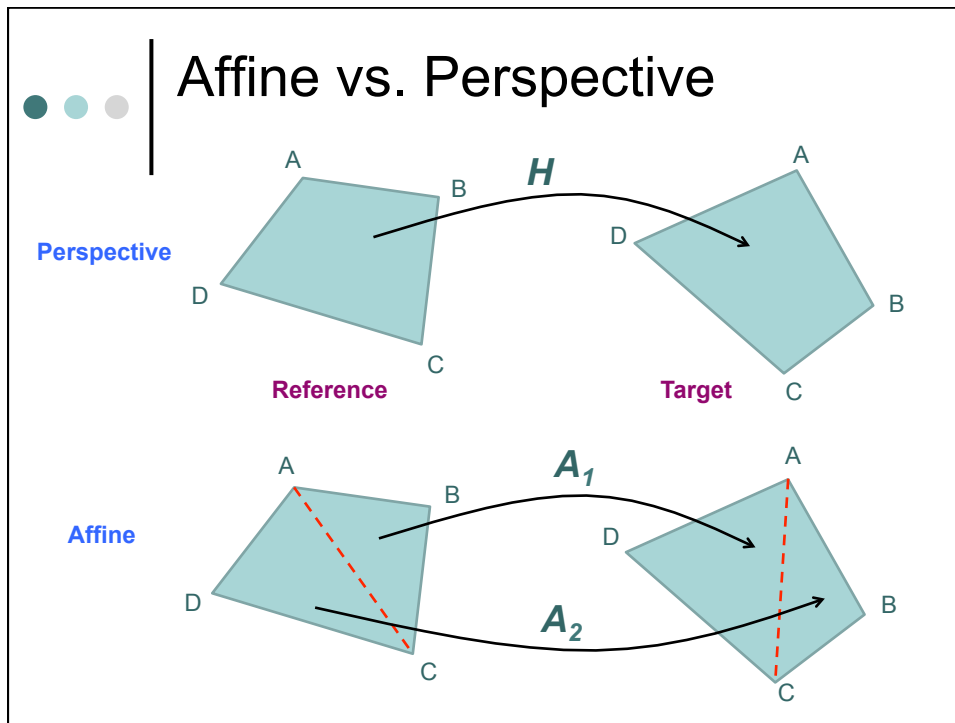 Affine vs. Perspective
A
B
H
A
Perspective
D
D
B
C
C
Reference
Target
A
B
A1
A
Affine
D
D
A2
B
C
C